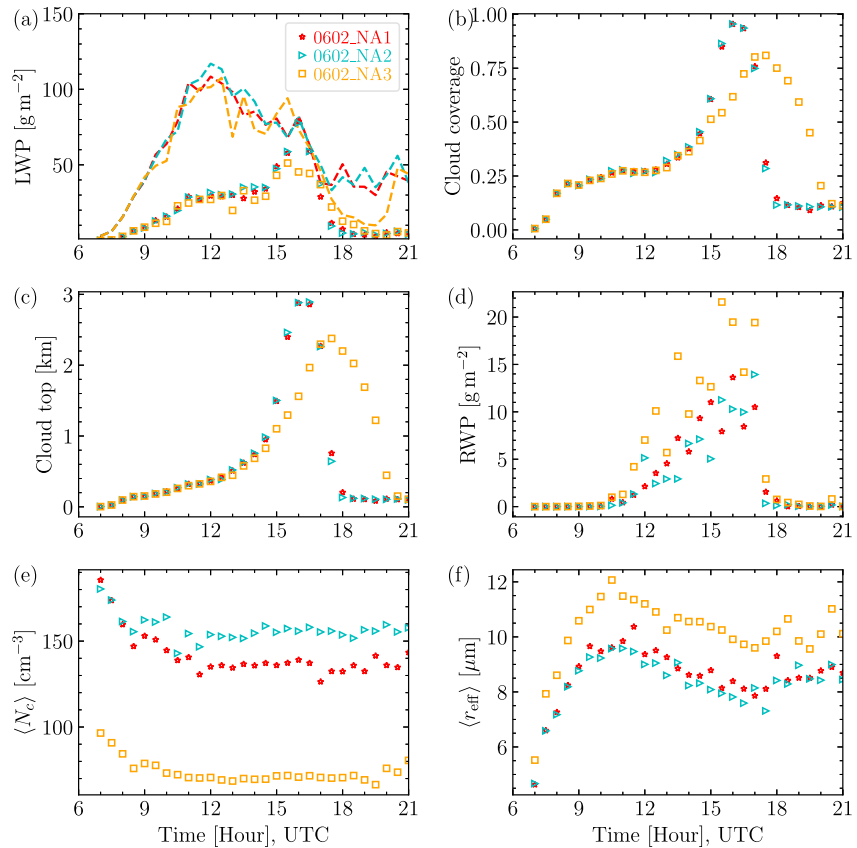 (a)
0602_NA1
0602_NA2
0602_NA3
LWP [g m⁻²]
150
100
50
6 9 12 15 18 21
(b)
Cloud coverage
1.00
0.75
0.50
0.25
0.00
6 9 12 15 18 21
(c)
Cloud top [km]
3
2
1
0
6 9 12 15 18 21
(d)
RWP [g m⁻²]
20
15
10
5
0
6 9 12 15 18 21
(e)
⟨N_c⟩ [cm⁻³]
150
100
6 9 12 15 18 21
Time [Hour], UTC
(f)
⟨r_eff⟩ [μm]
12
10
8
6
4
6 9 12 15 18 21
Time [Hour], UTC